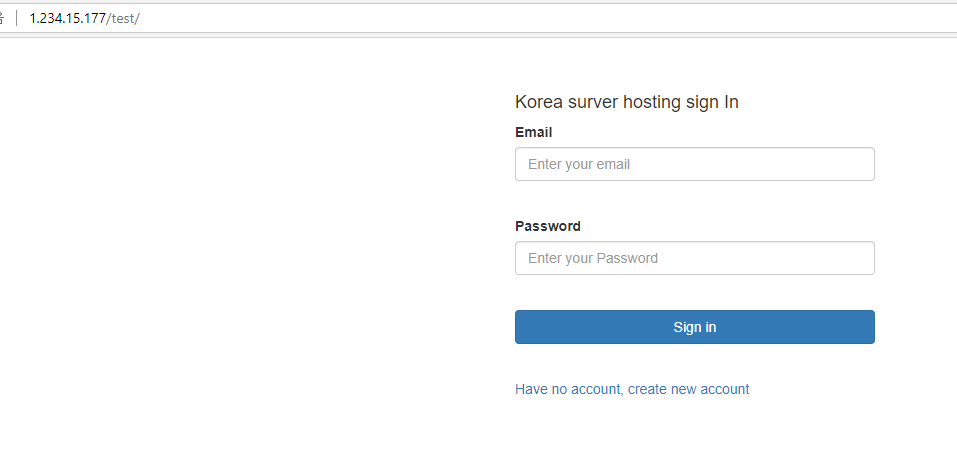 1.234.15.177/test/
Korea surver hosting sign In
Email
Enter your email
Password
Enter your Password
Sign in
Have no account, create new account